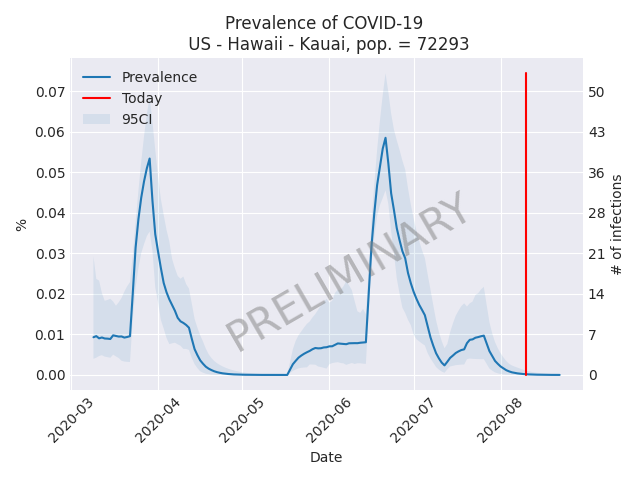 Prevalence of COVID-19
US - Hawaii - Kauai, pop. = 72293
Prevalence
Today
95CI
PRELIMINARY
%
0.07
0.06
0.05
0.04
0.03
0.02
0.01
0.00
50
43
36
28
21
14
7
0
# of infections
2020-03
2020-04
2020-05
2020-06
2020-07
2020-08
Date